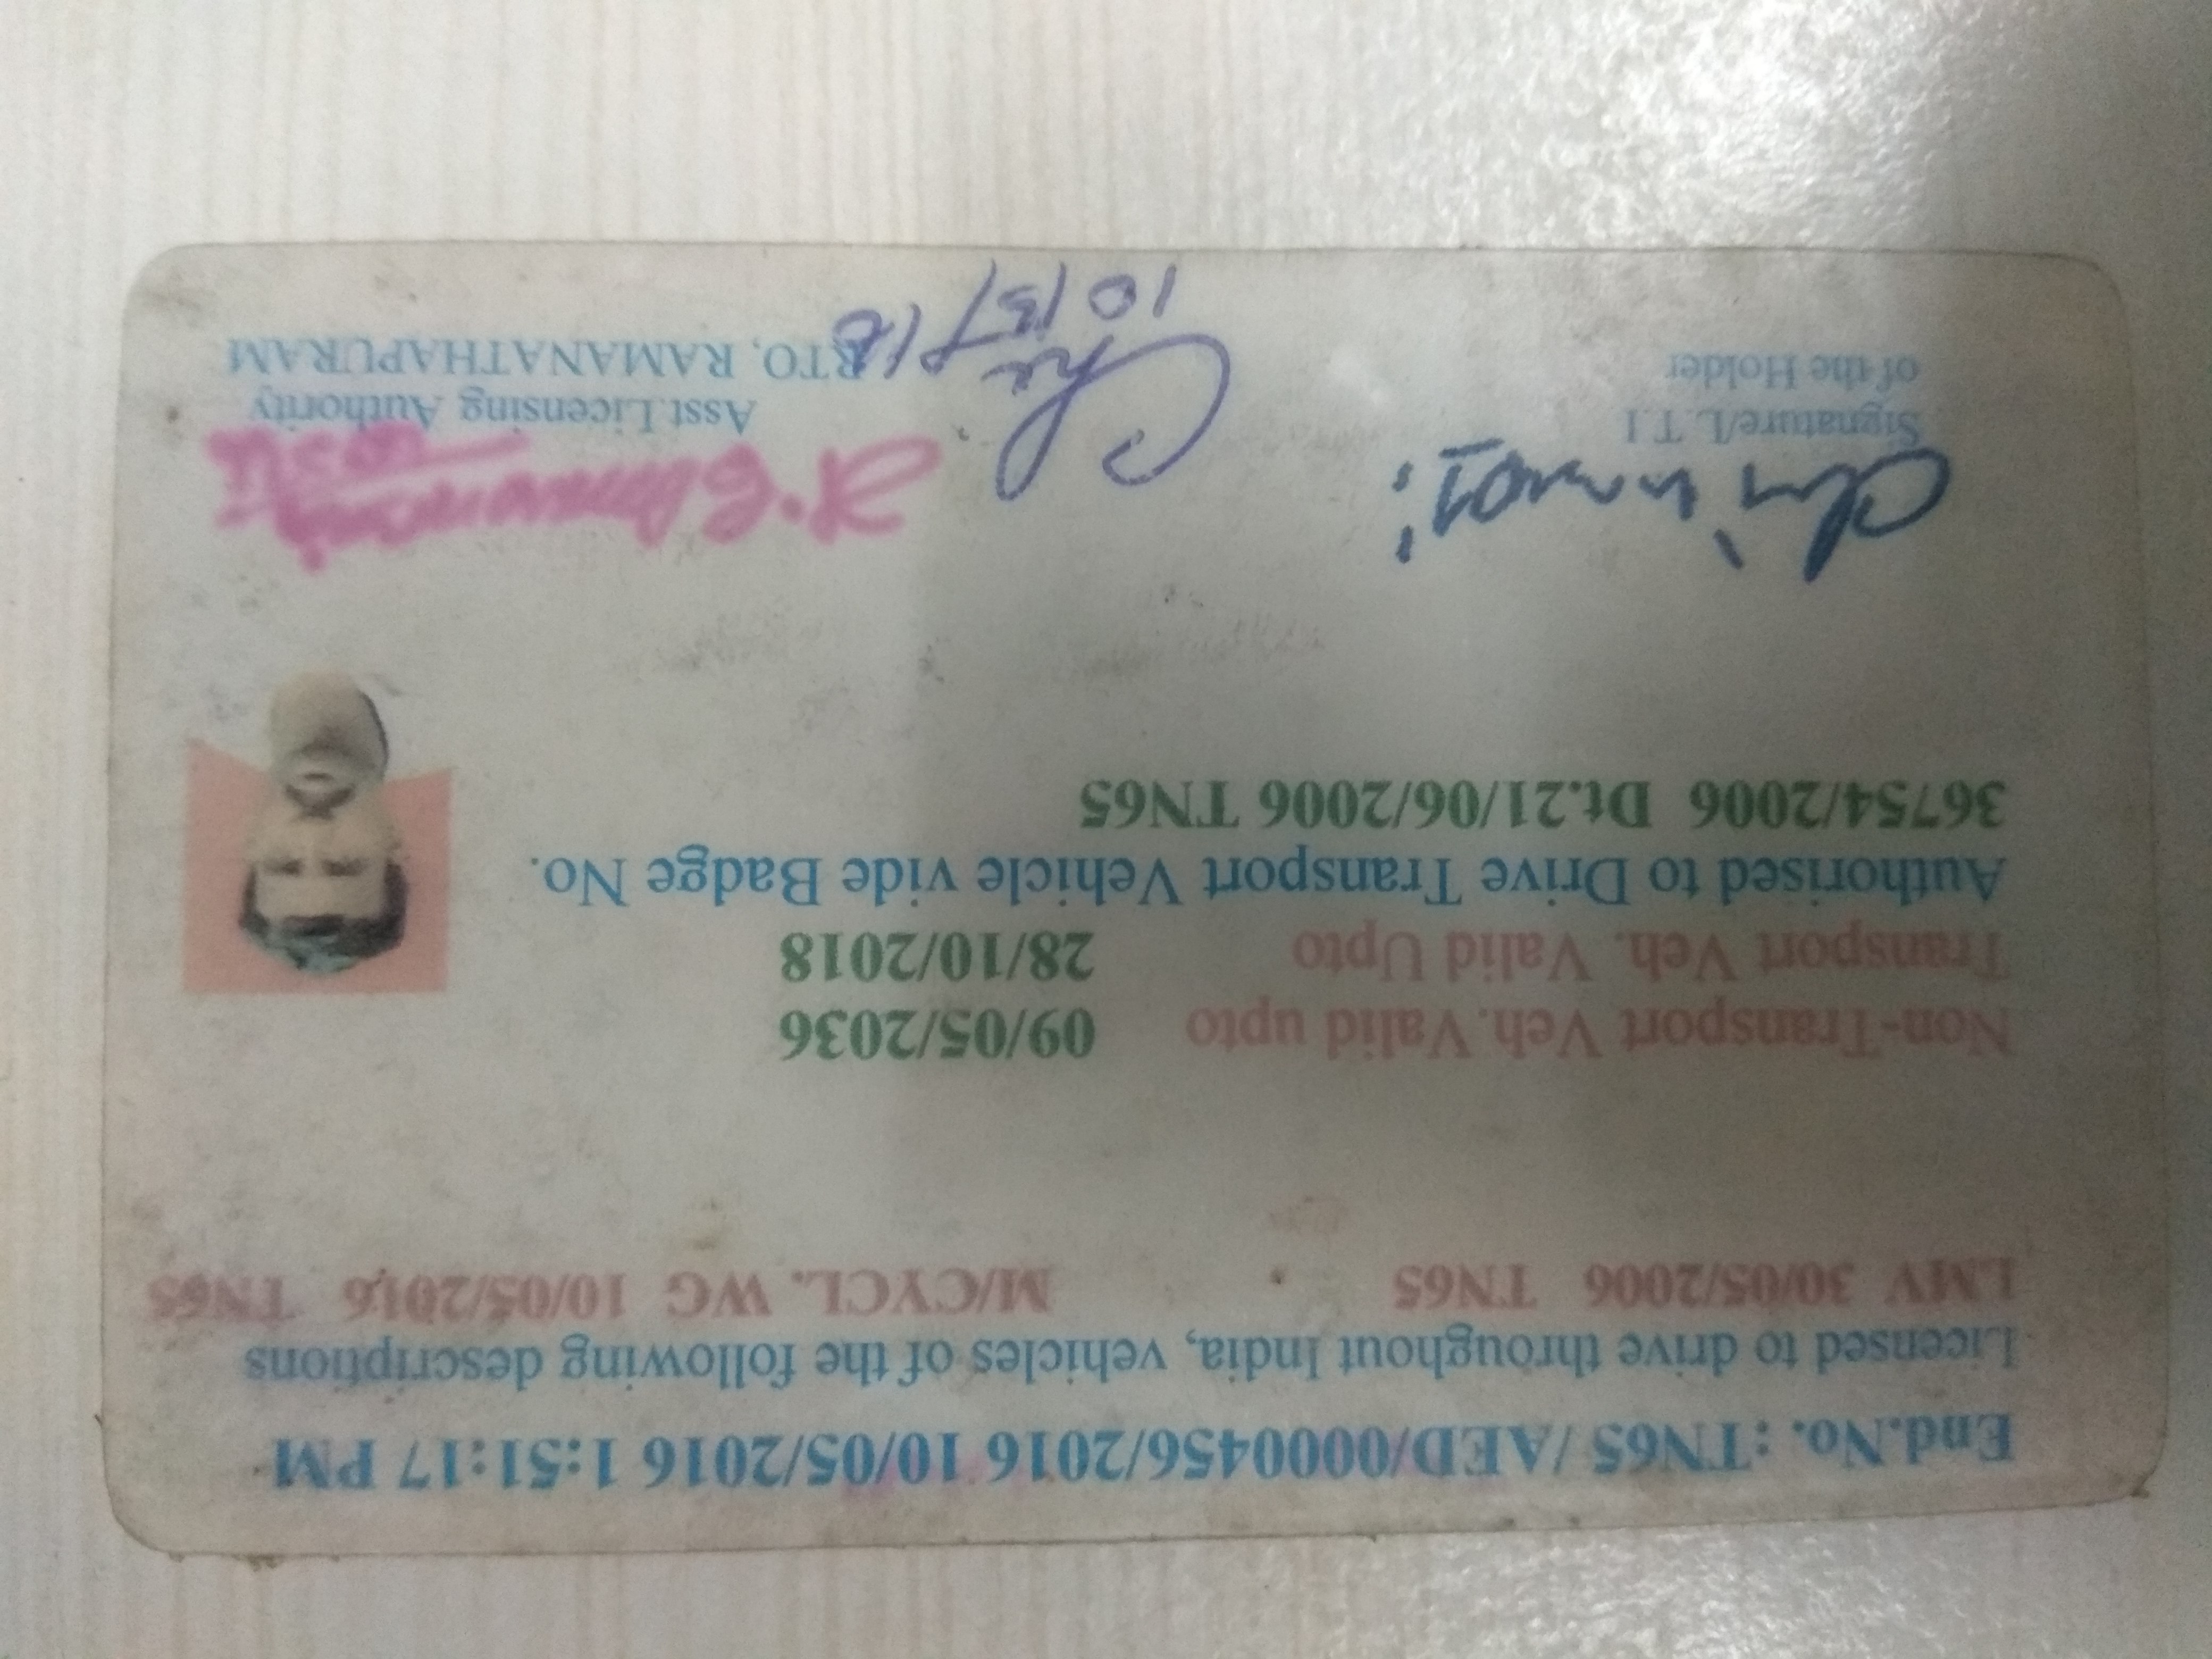 End.No. : TN65 /AED/0000456/2016 10/05/2016 1:51:17 PM
Licensed to drive throughout India, vehicles of the following descriptions
LMV 30/05/2006 TN65 M/CYCL. WG 10/05/2016 TN65
Non-Transport Veh.Valid upto 09/05/2036
Transport Veh. Valid Upto 28/10/2018
Authorised to Drive Transport Vehicle vide Badge No.
36754/2006 Dt.21/06/2006 TN65
Signature/L.T.I
of the Holder
Asst.Licensing Authority
RTO, RAMANATHAPURAM